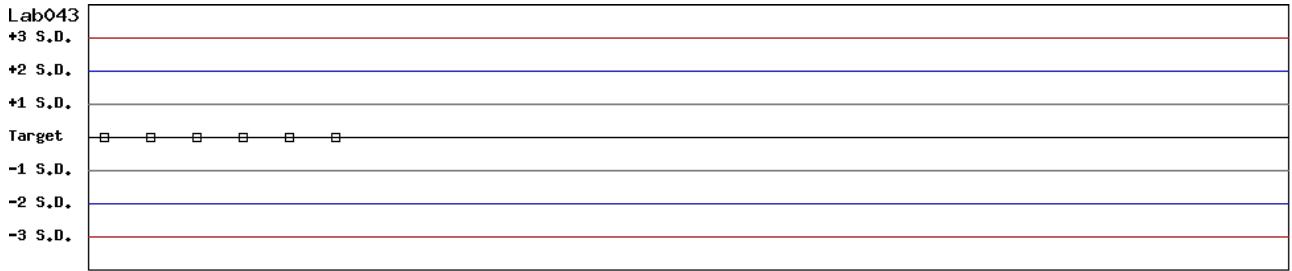 Lab043
+3 S.D.
+2 S.D.
+1 S.D.
Target
-1 S.D.
-2 S.D.
-3 S.D.